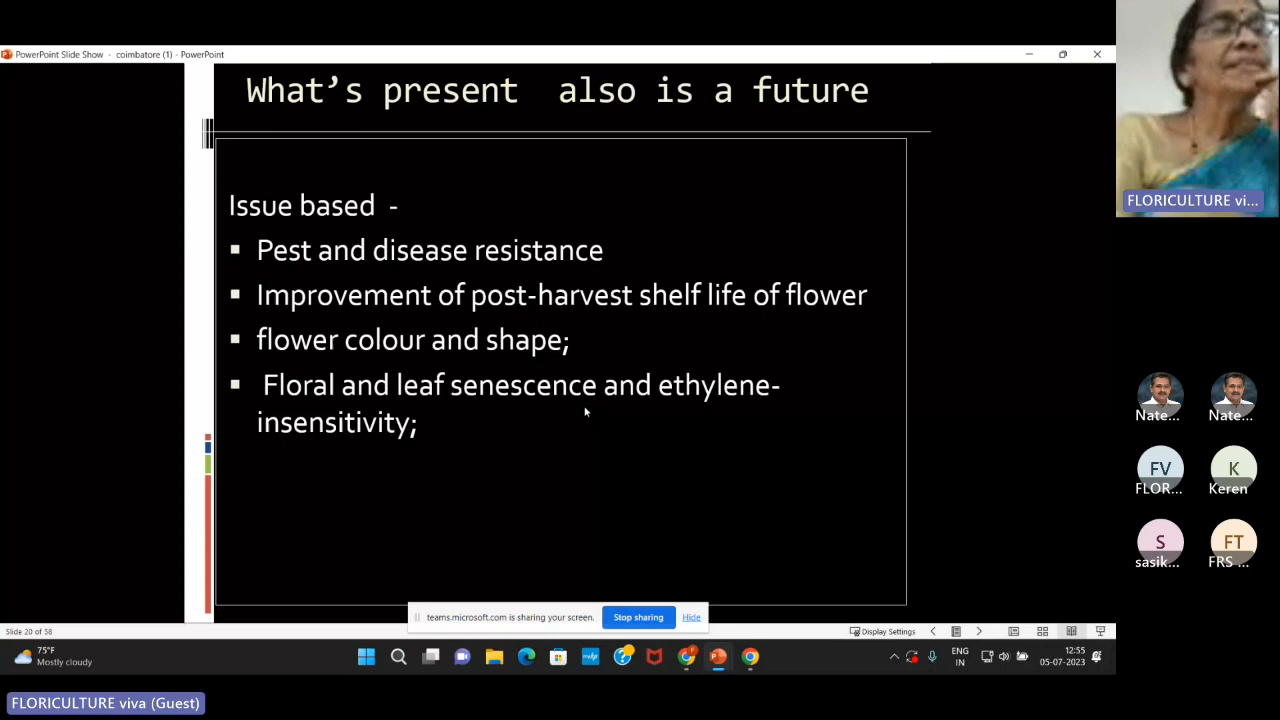 PowerPoint Slide Show - coimbatore (1) - PowerPoint
What's present also is a future
Issue based -
Pest and disease resistance
Improvement of post-harvest shelf life of flower
flower colour and shape;
Floral and leaf senescence and ethylene-
insensitivity;
teams.microsoft.com is sharing your screen.
Stop sharing
Hide
Slide 20 of 58
Display Settings
75°F
Mostly cloudy
ENG
IN
12:55
05-07-2023
FLORICULTURE viva (Guest)
FLORICULTURE vi...
Nate...
Nate...
FV
FLOR...
K
Keren
S
sasik...
FT
FRS ...